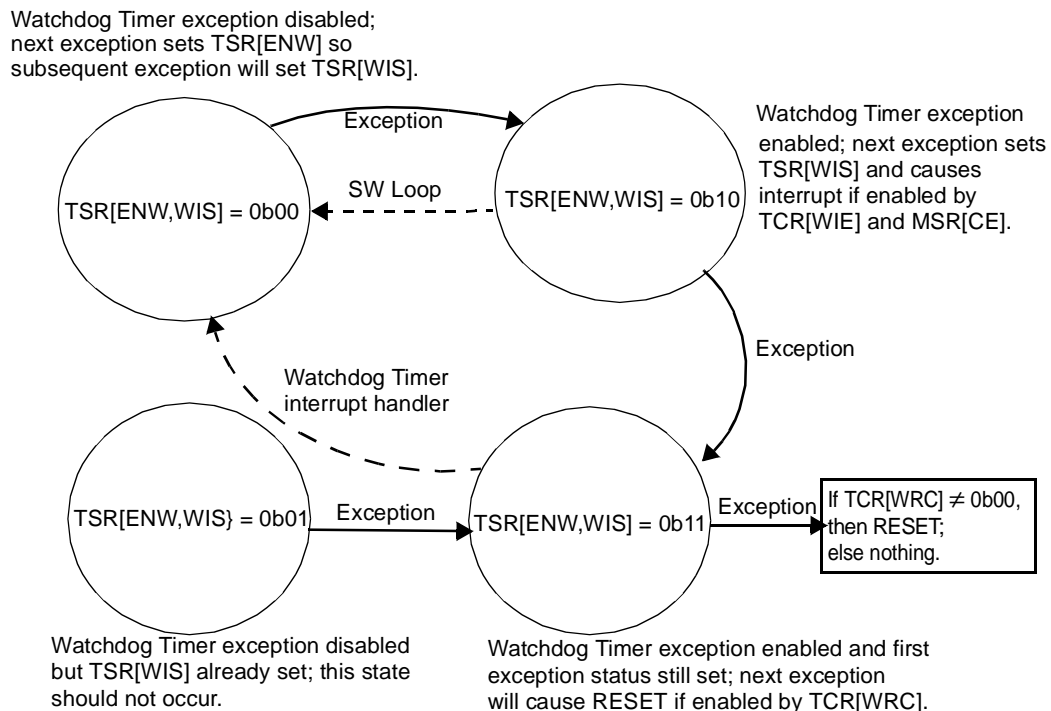 Watchdog Timer exception disabled;
next exception sets TSR[ENW] so
subsequent exception will set TSR[WIS].
Exception
Watchdog Timer exception
enabled; next exception sets
TSR[WIS] and causes
interrupt if enabled by
TCR[WIE] and MSR[CE].
SW Loop
TSR[ENW,WIS] = 0b00
TSR[ENW,WIS] = 0b10
Exception
Watchdog Timer
interrupt handler
TSR[ENW,WIS} = 0b01
Exception
TSR[ENW,WIS] = 0b11
Exception
If TCR[WRC] ≠ 0b00,
then RESET;
else nothing.
Watchdog Timer exception disabled
but TSR[WIS] already set; this state
should not occur.
Watchdog Timer exception enabled and first
exception status still set; next exception
will cause RESET if enabled by TCR[WRC].